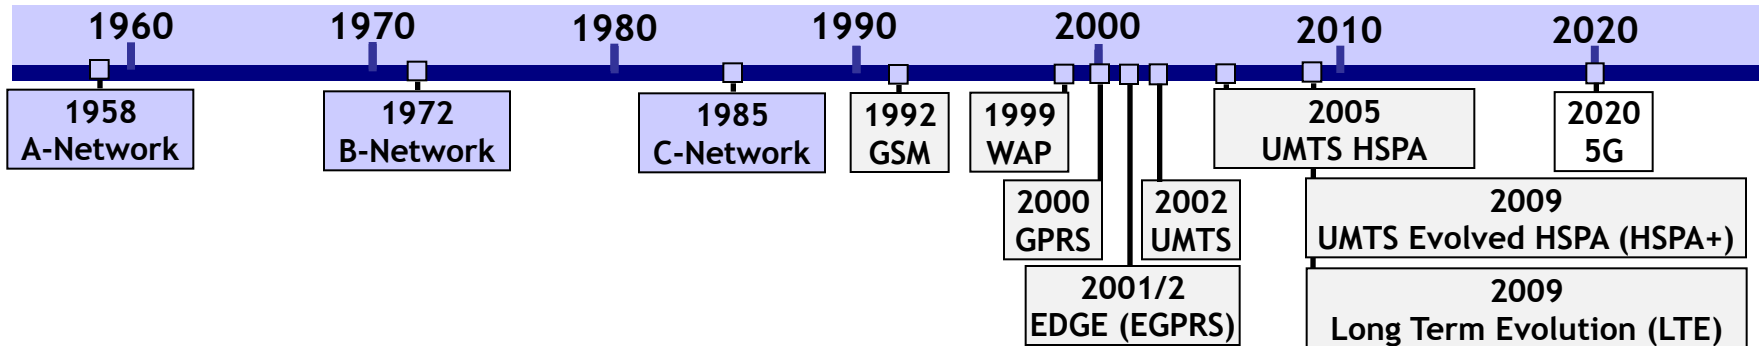 1960 1970 1980 1990 2000 2010 2020
1958
A-Network
1972
B-Network
1985
C-Network
1992
GSM
1999
WAP
2005
UMTS HSPA
2020
5G
2000
GPRS
2002
UMTS
2009
UMTS Evolved HSPA (HSPA+)
2001/2
EDGE (EGPRS)
2009
Long Term Evolution (LTE)